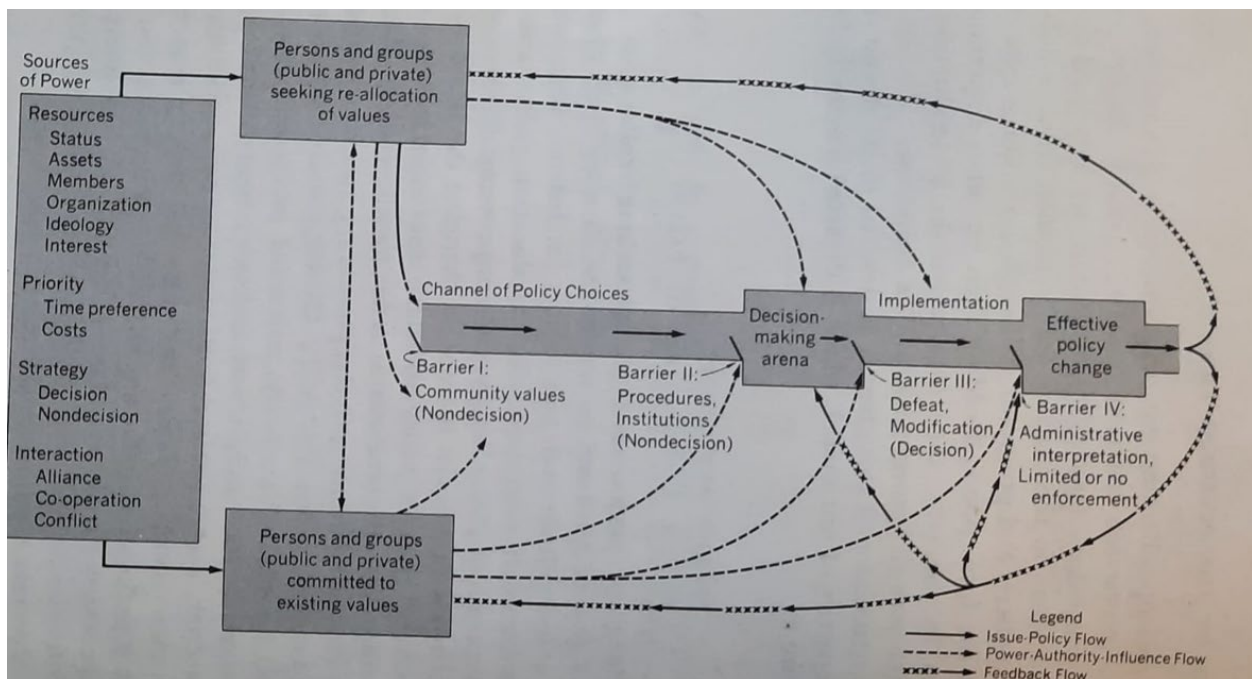 Sources
of Power
Resources
Status
Assets
Members
Organization
Ideology
Interest
Priority
Time preference
Costs
Strategy
Decision
Nondecision
Interaction
Alliance
Co-operation
Conflict
Persons and groups
(public and private)
seeking re-allocation
of values
Channel of Policy Choices
Barrier I:
Community values
(Nondecision)
Barrier II:
Procedures,
Institutions
(Nondecision)
Decision-
making
arena
Implementation
Barrier III:
Defeat,
Modification
(Decision)
Effective
policy
change
Barrier IV:
Administrative
interpretation,
Limited or no
enforcement
Persons and groups
(public and private)
committed to
existing values
Legend
Issue-Policy Flow
Power-Authority-Influence Flow
Feedback Flow